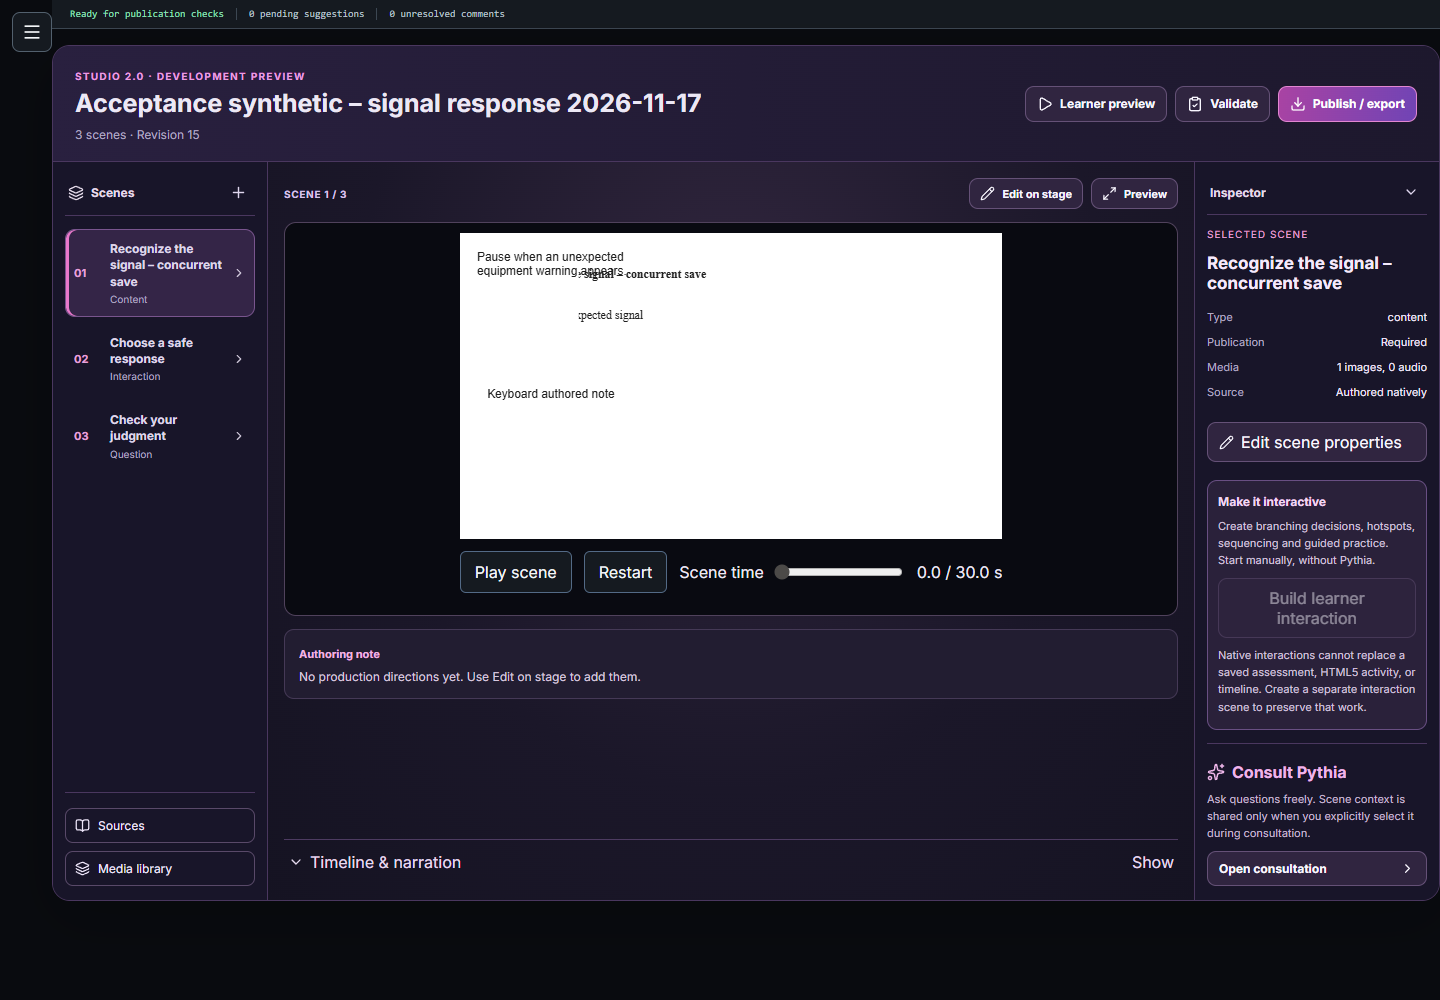 Ready for publication checks
0 pending suggestions
0 unresolved comments
STUDIO 2.0 · DEVELOPMENT PREVIEW
Acceptance synthetic – signal response 2026-11-17
3 scenes · Revision 15
Learner preview
Validate
Publish / export
Scenes
01
Recognize the
signal – concurrent
save
Content
02
Choose a safe
response
Interaction
03
Check your
judgment
Question
Sources
Media library
SCENE 1 / 3
Edit on stage
Preview
Pause when an unexpected
equipment warning appears.
signal – concurrent save
pected signal
Keyboard authored note
Play scene
Restart
Scene time
0.0 / 30.0 s
Authoring note
No production directions yet. Use Edit on stage to add them.
Timeline & narration
Show
Inspector
SELECTED SCENE
Recognize the signal –
concurrent save
Type content
Publication Required
Media 1 images, 0 audio
Source Authored natively
Edit scene properties
Make it interactive
Create branching decisions, hotspots,
sequencing and guided practice.
Start manually, without Pythia.
Build learner
interaction
Native interactions cannot replace a
saved assessment, HTML5 activity, or
timeline. Create a separate interaction
scene to preserve that work.
Consult Pythia
Ask questions freely. Scene context is
shared only when you explicitly select it
during consultation.
Open consultation